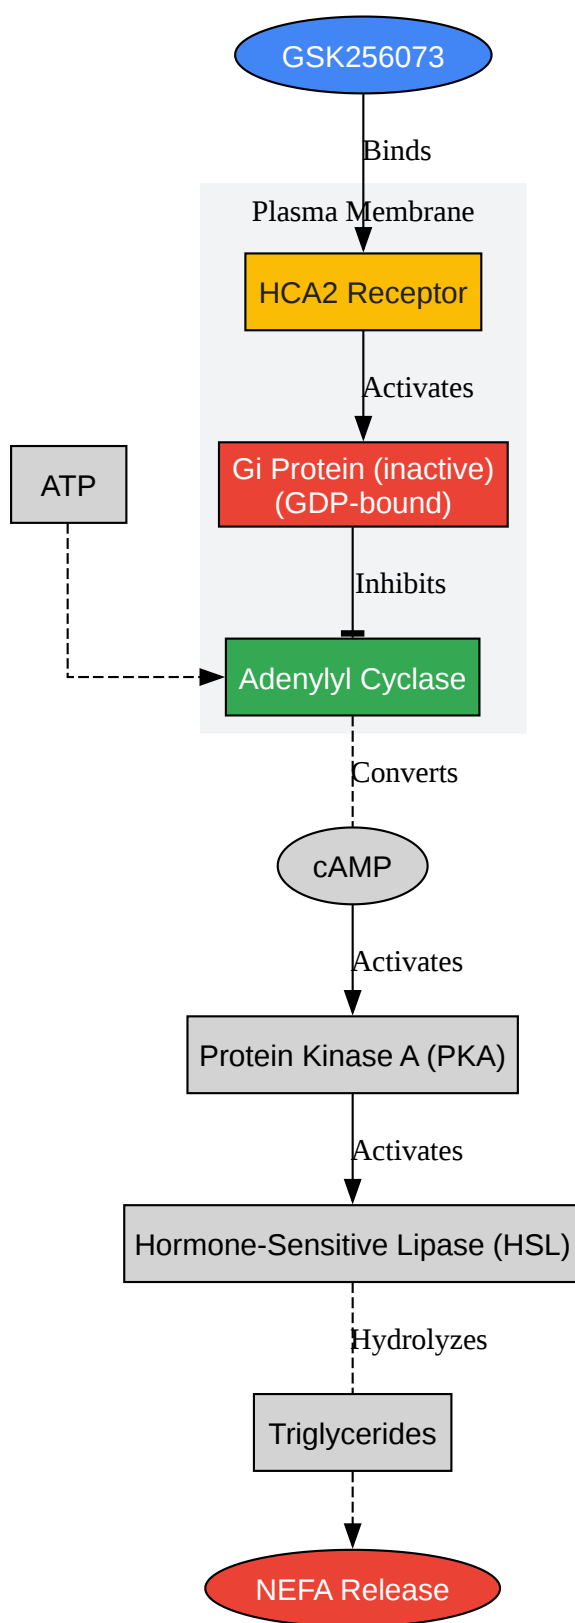 GSK256073
Binds
Plasma Membrane
HCA2 Receptor
Activates
ATP
Gi Protein (inactive)
(GDP-bound)
Inhibits
Adenylyl Cyclase
Converts
cAMP
Activates
Protein Kinase A (PKA)
Activates
Hormone-Sensitive Lipase (HSL)
Hydrolyzes
Triglycerides
NEFA Release